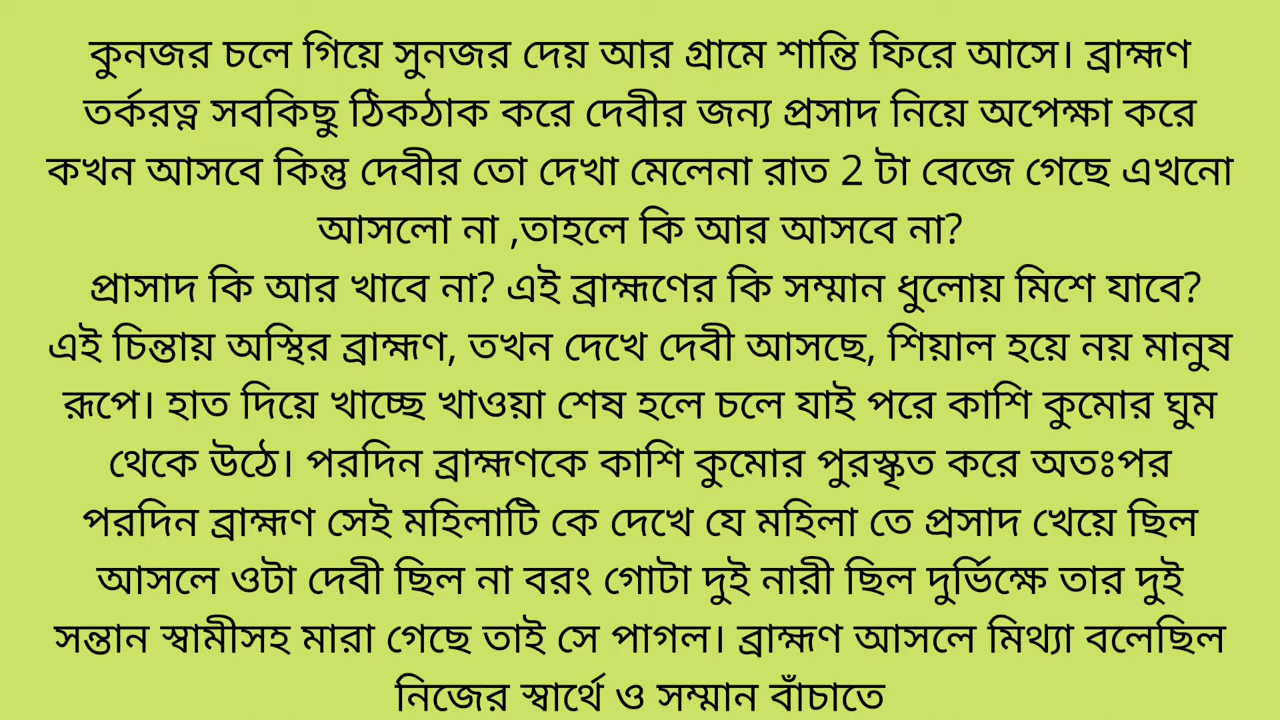 কুনজর চলে গিয়ে সুনজর দেয় আর গ্রামে শান্তি ফিরে আসে। ব্রাহ্মণ
তর্করত্ন সবকিছু ঠিকঠাক করে দেবীর জন্য প্রসাদ নিয়ে অপেক্ষা করে
কখন আসবে কিন্তু দেবীর তো দেখা মেলেনা রাত 2 টা বেজে গেছে এখনো
আসলো না ,তাহলে কি আর আসবে না?
প্রাসাদ কি আর খাবে না? এই ব্রাহ্মণের কি সম্মান ধুলোয় মিশে যাবে?
এই চিন্তায় অস্থির ব্রাহ্মণ, তখন দেখে দেবী আসছে, শিয়াল হয়ে নয় মানুষ
রূপে। হাত দিয়ে খাচ্ছে খাওয়া শেষ হলে চলে যাই পরে কাশি কুমোর ঘুম
থেকে উঠে। পরদিন ব্রাহ্মণকে কাশি কুমোর পুরস্কৃত করে অতঃপর
পরদিন ব্রাহ্মণ সেই মহিলাটি কে দেখে যে মহিলা তে প্রসাদ খেয়ে ছিল
আসলে ওটা দেবী ছিল না বরং গোটা দুই নারী ছিল দুর্ভিক্ষে তার দুই
সন্তান স্বামীসহ মারা গেছে তাই সে পাগল। ব্রাহ্মণ আসলে মিথ্যা বলেছিল
নিজের স্বার্থে ও সম্মান বাঁচাতে